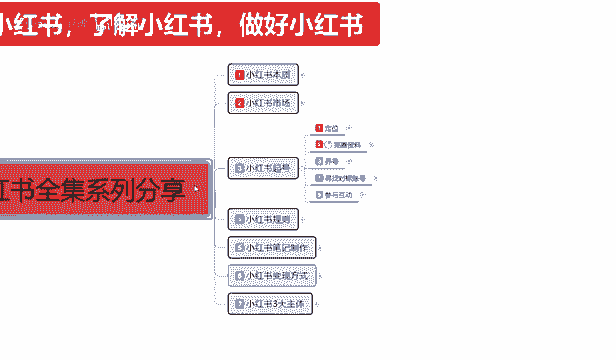 小红书，了解小红书，做好小红书
红书全集系列分享
1 小红书本质
2 小红书市场
3 小红书起号
1 定位
2 完善资料
3 养号
4 寻找对标账号
5 参与互动
4 小红书规则
5 小红书笔记制作
6 小红书变现方式
7 小红书3大主体